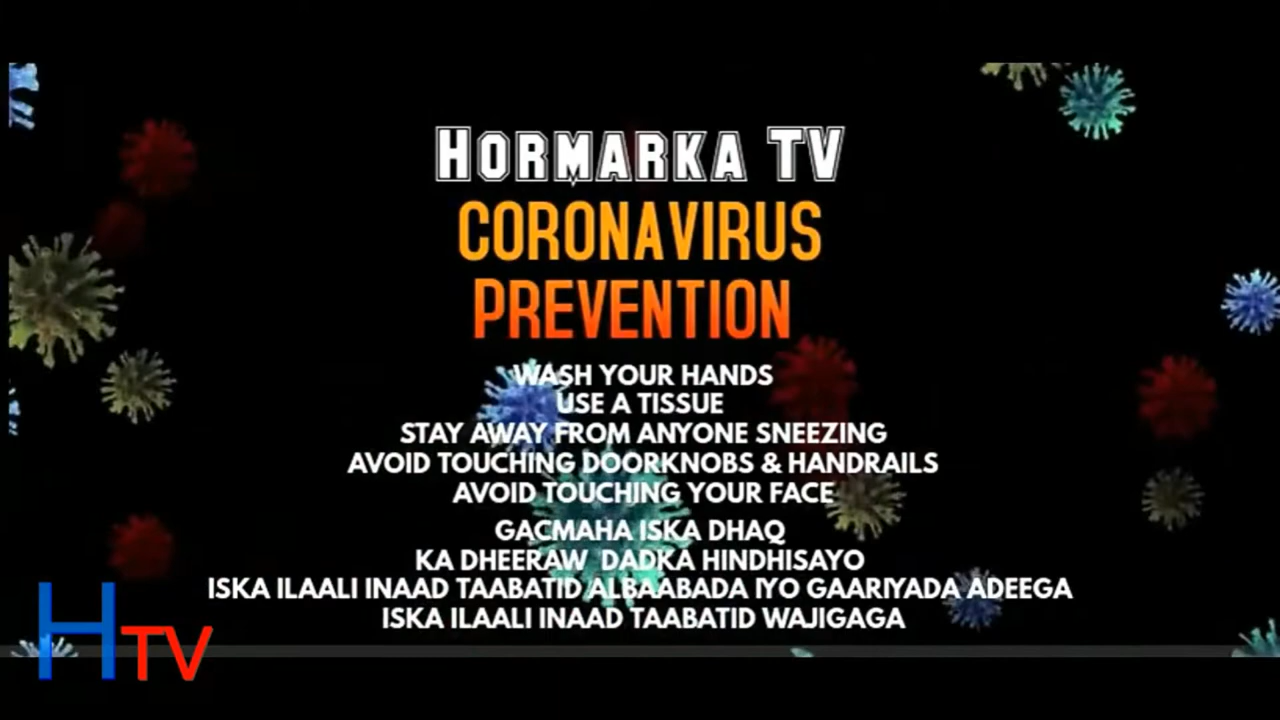 HORMARKA TV
CORONAVIRUS
PREVENTION
WASH YOUR HANDS
USE A TISSUE
STAY AWAY FROM ANYONE SNEEZING
AVOID TOUCHING DOORKNOBS & HANDRAILS
AVOID TOUCHING YOUR FACE
GACMAHA ISKA DHAQ
KA DHEERAW DADKA HINDHISAYO
ISKA ILAALI INAAD TAABATID ALBAABADA IYO GAARIYADA ADEEGA
ISKA ILAALI INAAD TAABATID WAJIGAGA
HTV